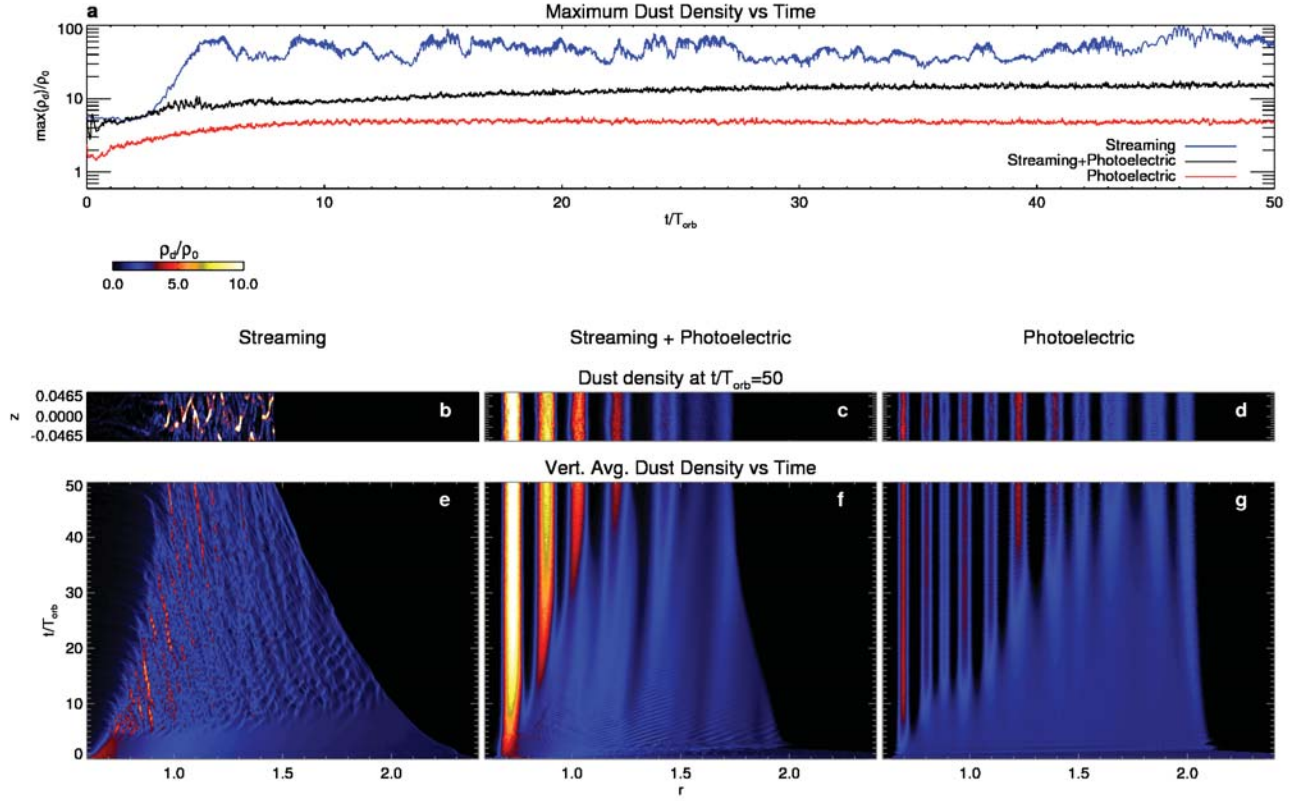 a
Maximum Dust Density vs Time
max(ρd)/ρ0
100
10
1
Streaming
Streaming+Photoelectric
Photoelectric
0 10 20 30 40 50
t/Torb
ρd/ρ0
0.0 5.0 10.0
Streaming Streaming + Photoelectric Photoelectric
Dust density at t/Torb=50
z
0.0465
0.0000
-0.0465
b c d
Vert. Avg. Dust Density vs Time
t/Torb
50
40
30
20
10
0
e f g
1.0 1.5 2.0 1.0 1.5 2.0 1.0 1.5 2.0
r